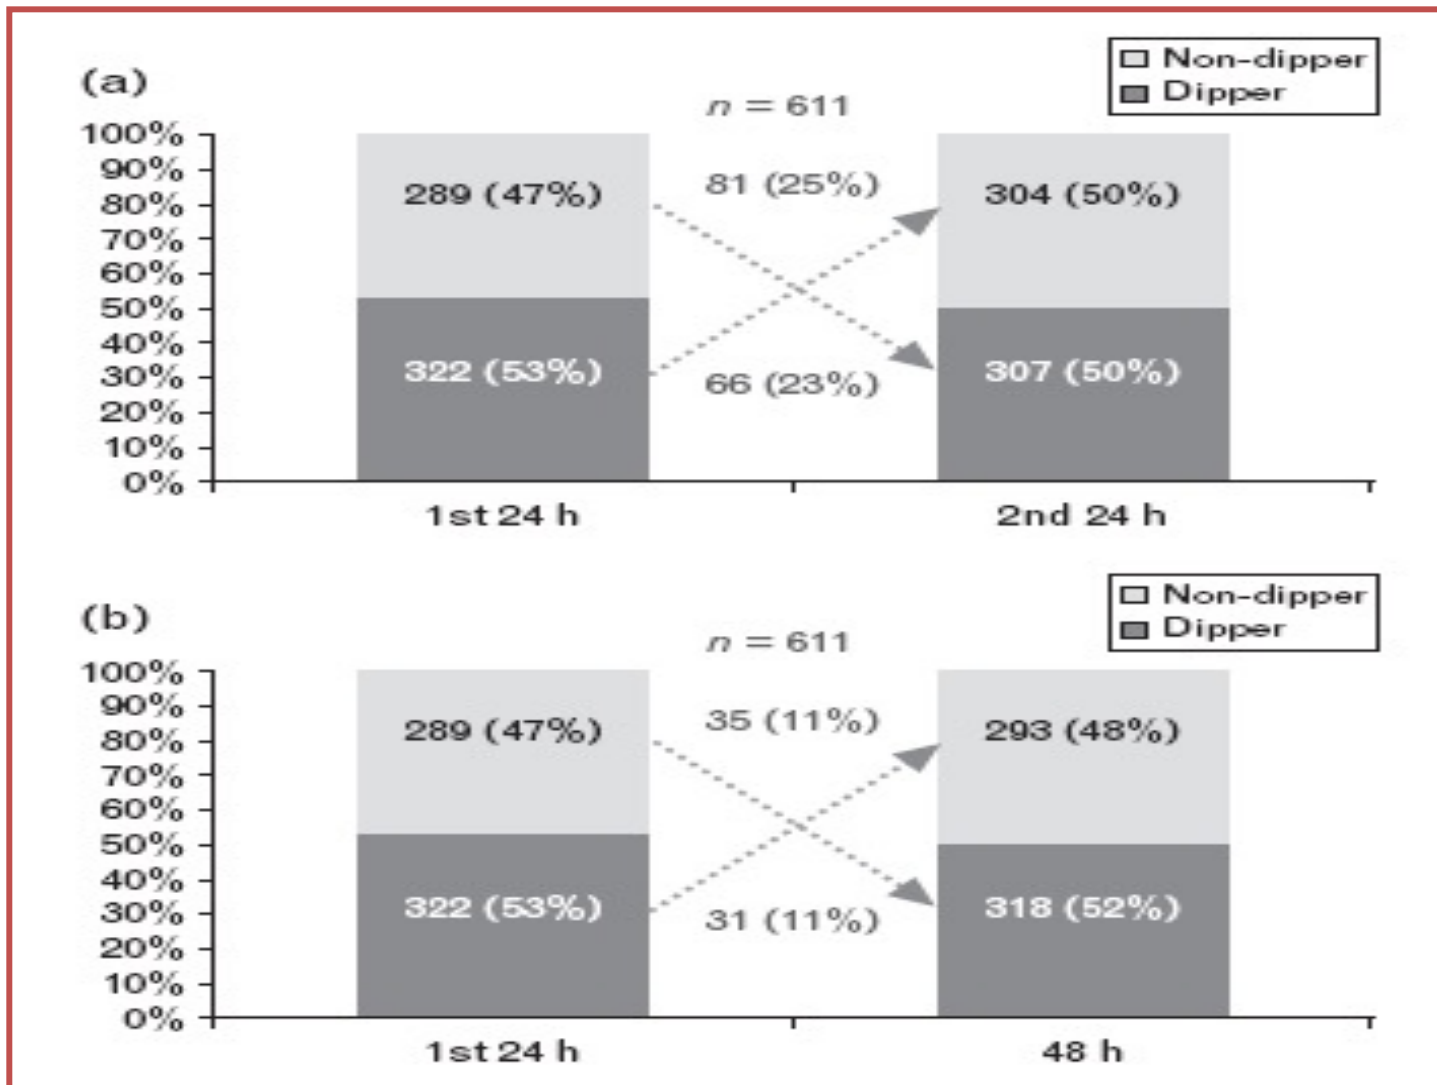 (a)
Non-dipper
Dipper
n = 611
100%
90%
80%
70%
60%
50%
40%
30%
20%
10%
0%
289 (47%)
81 (25%)
304 (50%)
322 (53%)
66 (23%)
307 (50%)
1st 24 h
2nd 24 h
(b)
Non-dipper
Dipper
n = 611
100%
90%
80%
70%
60%
50%
40%
30%
20%
10%
0%
289 (47%)
35 (11%)
293 (48%)
322 (53%)
31 (11%)
318 (52%)
1st 24 h
48 h